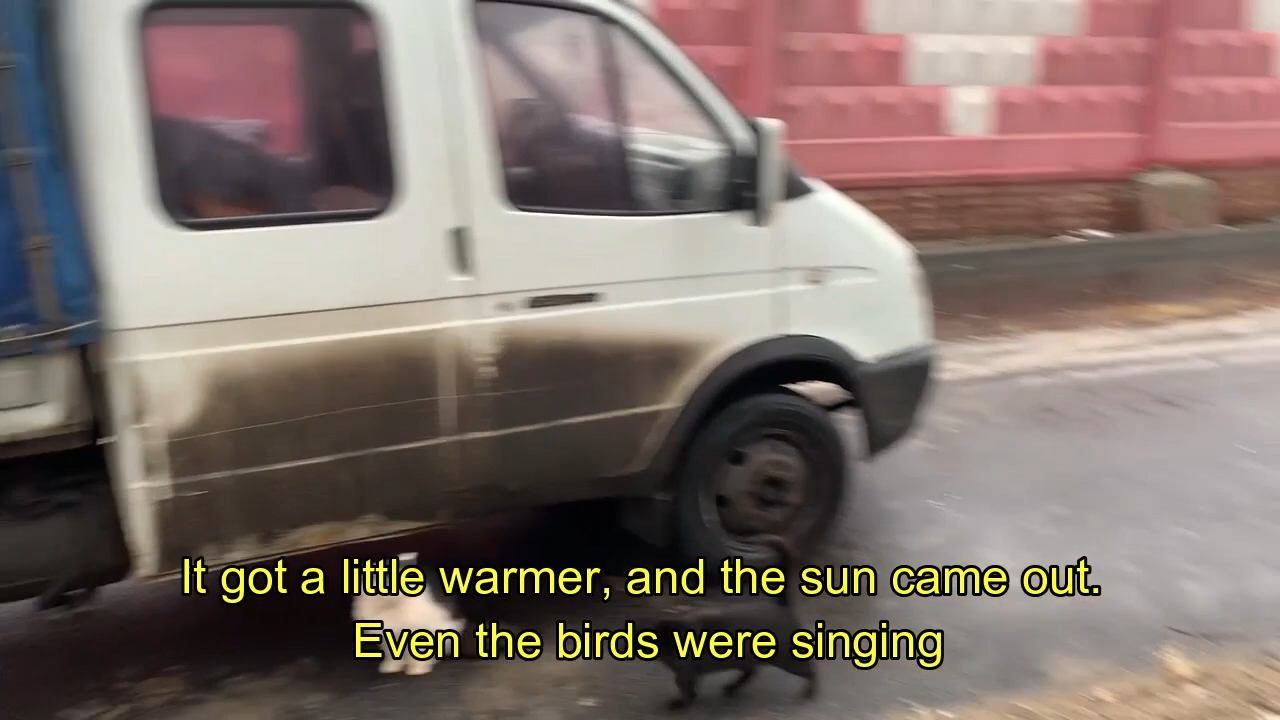 It got a little warmer, and the sun came out.
Even the birds were singing